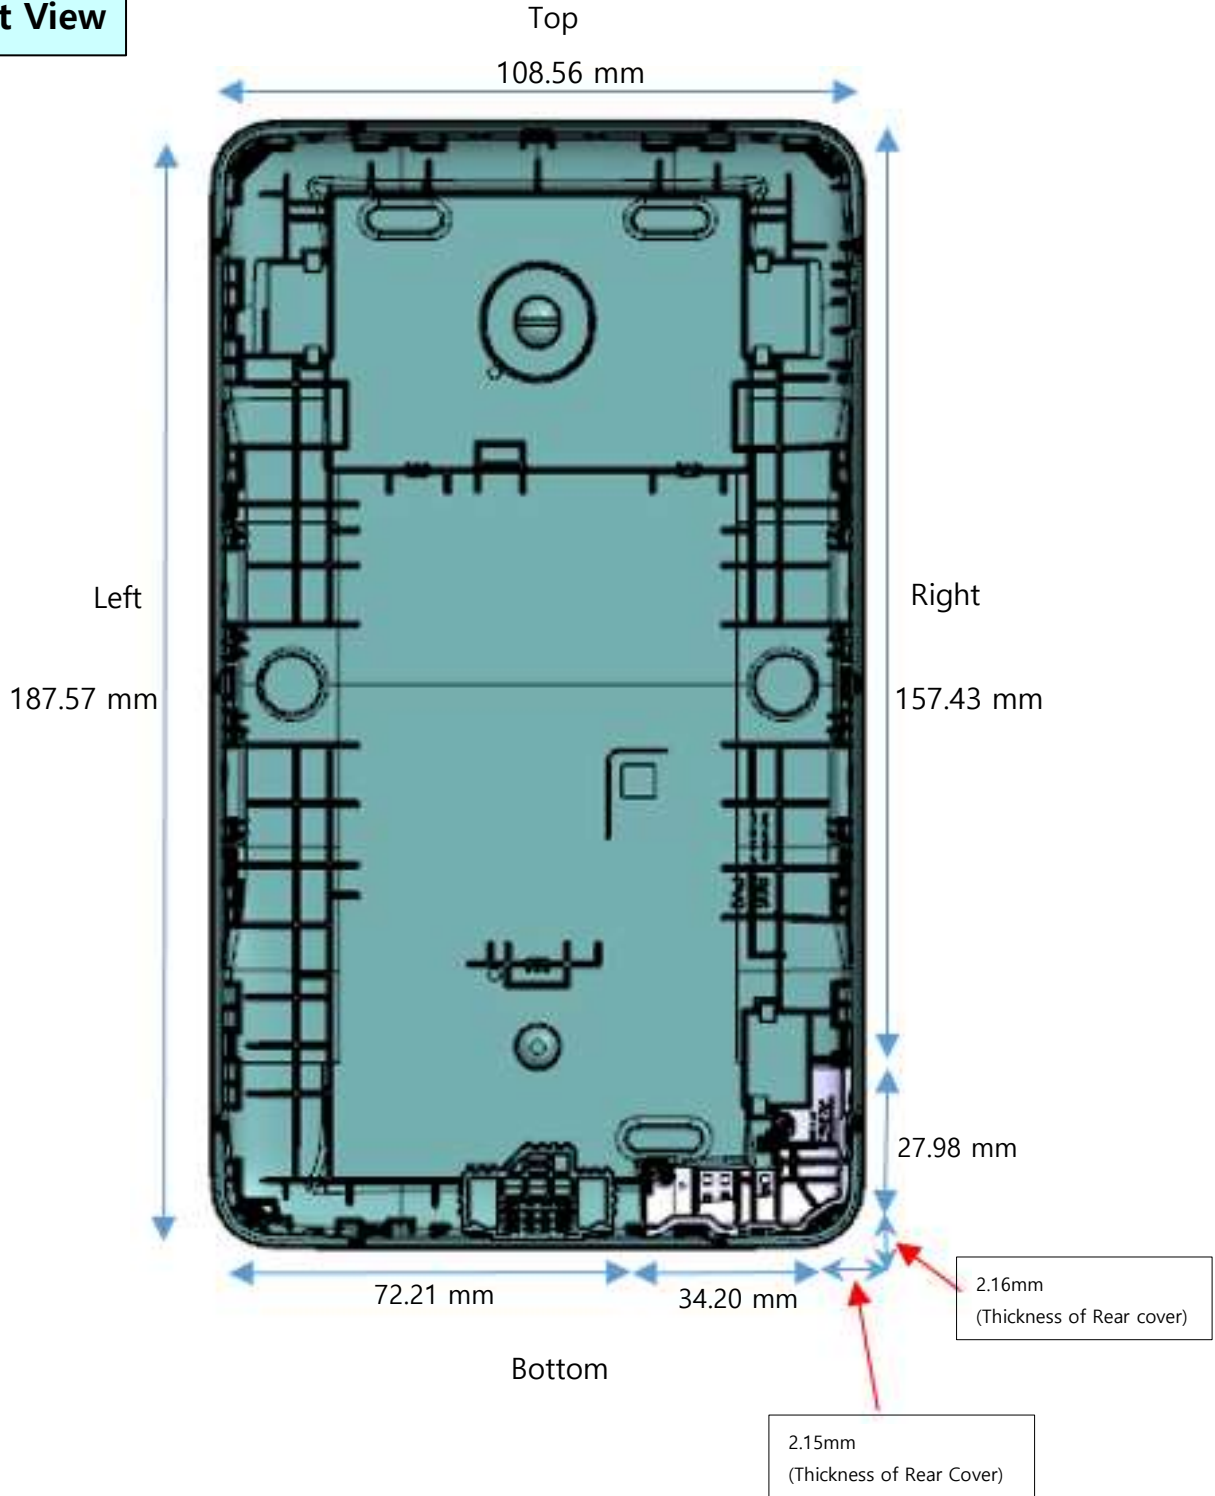 t View
Top
108.56 mm
Left
Right
187.57 mm
157.43 mm
27.98 mm
72.21 mm
34.20 mm
2.16mm
(Thickness of Rear cover)
Bottom
2.15mm
(Thickness of Rear Cover)